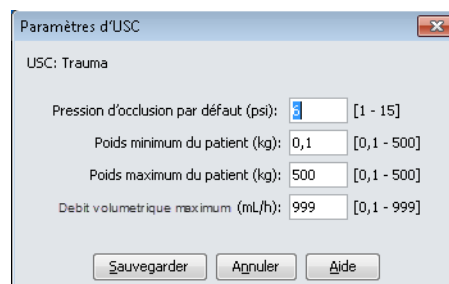 Paramètres d'USC
USC: Trauma
Pression d'occlusion par défaut (psi): 6 [1 - 15]
Poids minimum du patient (kg): 0,1 [0,1 - 500]
Poids maximum du patient (kg): 500 [0,1 - 500]
Debit volumetrique maximum (mL/h): 999 [0,1 - 999]
Sauvegarder Annuler Aide